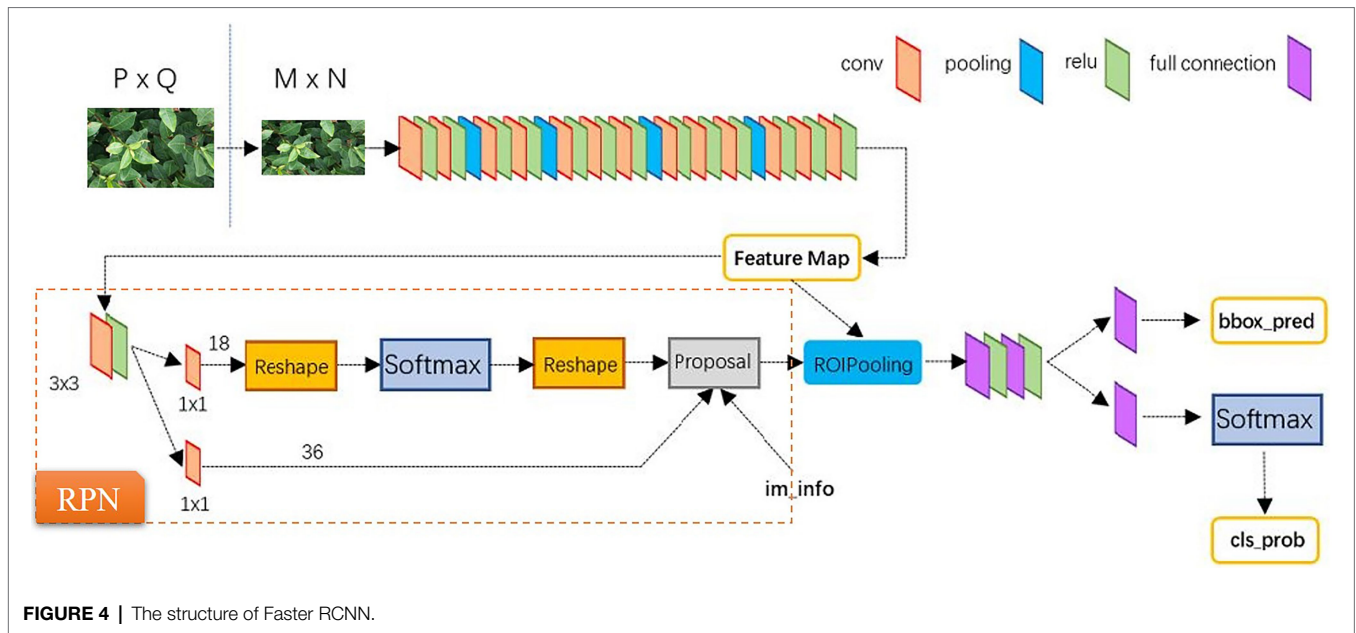 P x Q
M x N
conv
pooling
relu
full connection
Feature Map
3x3
18
1x1
Reshape
Softmax
Reshape
Proposal
ROIPooling
bbox_pred
Softmax
36
1x1
RPN
im_info
cls_prob
FIGURE 4 | The structure of Faster RCNN.